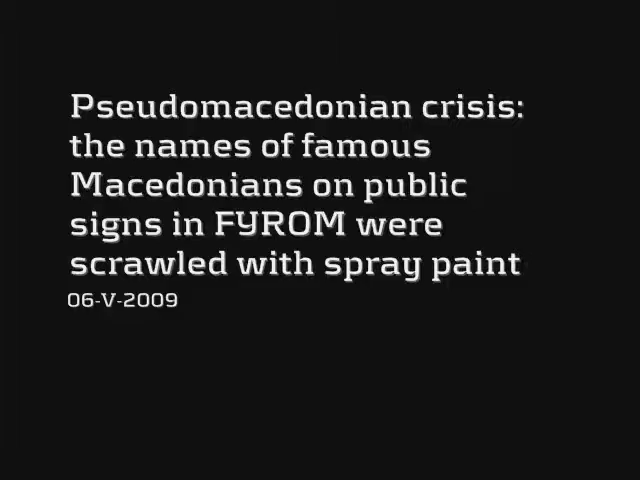 Pseudomacedonian crisis:
the names of famous
Macedonians on public
signs in FYROM were
scrawled with spray paint
06-V-2009